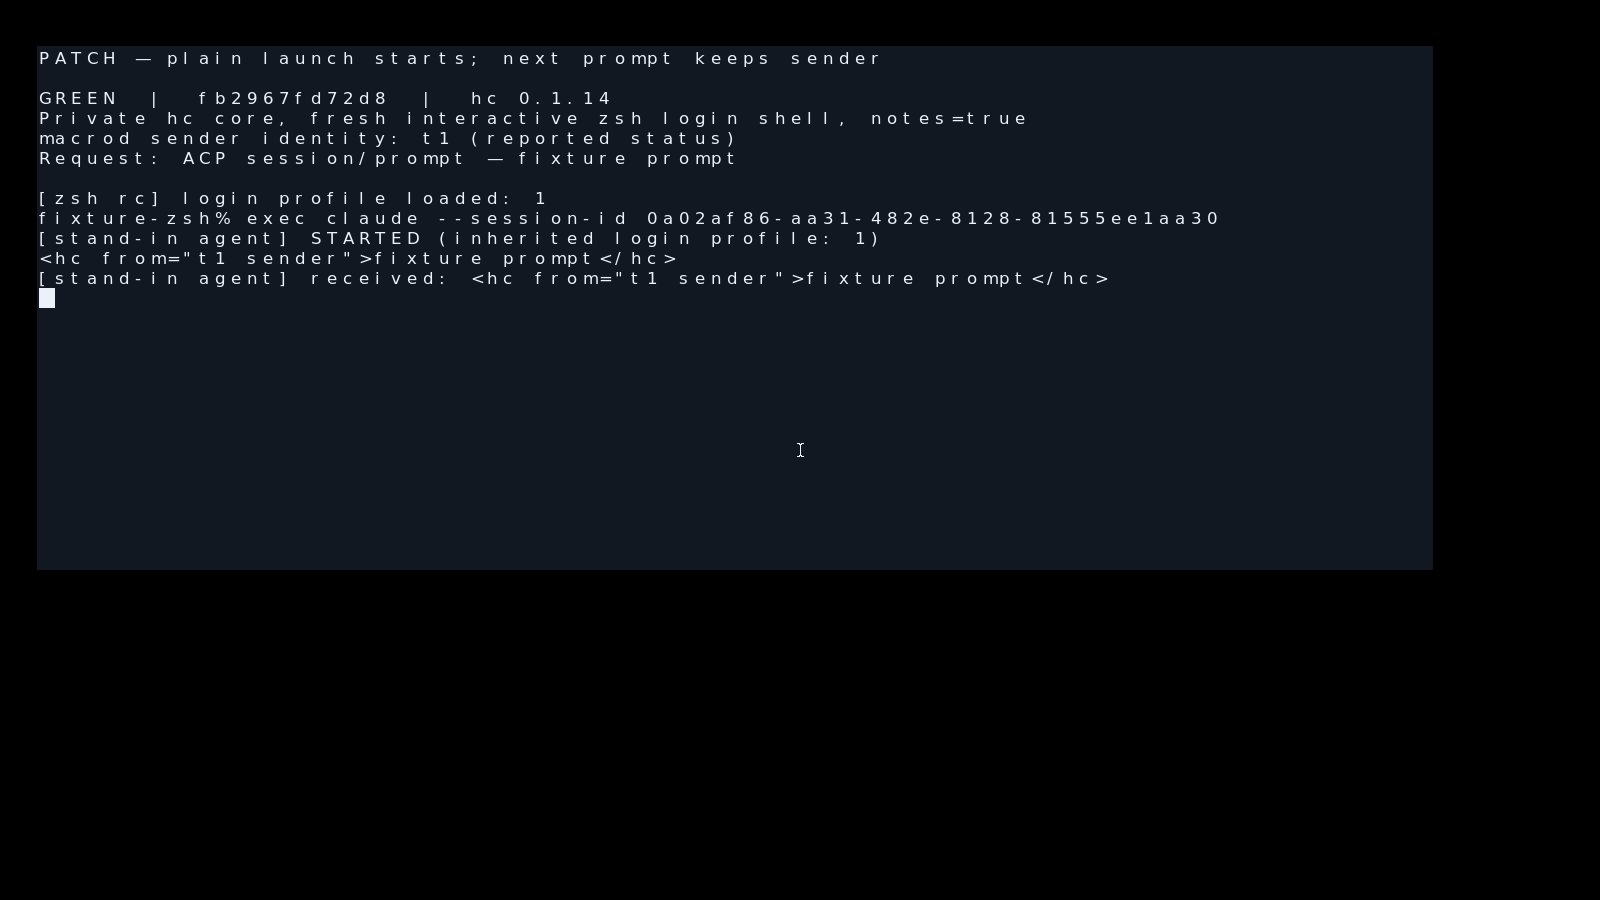 PATCH — plain launch starts; next prompt keeps sender
GREEN | fb2967fd72d8 | hc 0.1.14
Private hc core, fresh interactive zsh login shell, notes=true
macrod sender identity: t1 (reported status)
Request: ACP session/prompt — fixture prompt
[zsh rc] login profile loaded: 1
fixture-zsh% exec claude --session-id 0a02af86-aa31-482e-8128-81555ee1aa30
[stand-in agent] STARTED (inherited login profile: 1)
<hc from="t1 sender">fixture prompt</hc>
[stand-in agent] received: <hc from="t1 sender">fixture prompt</hc>